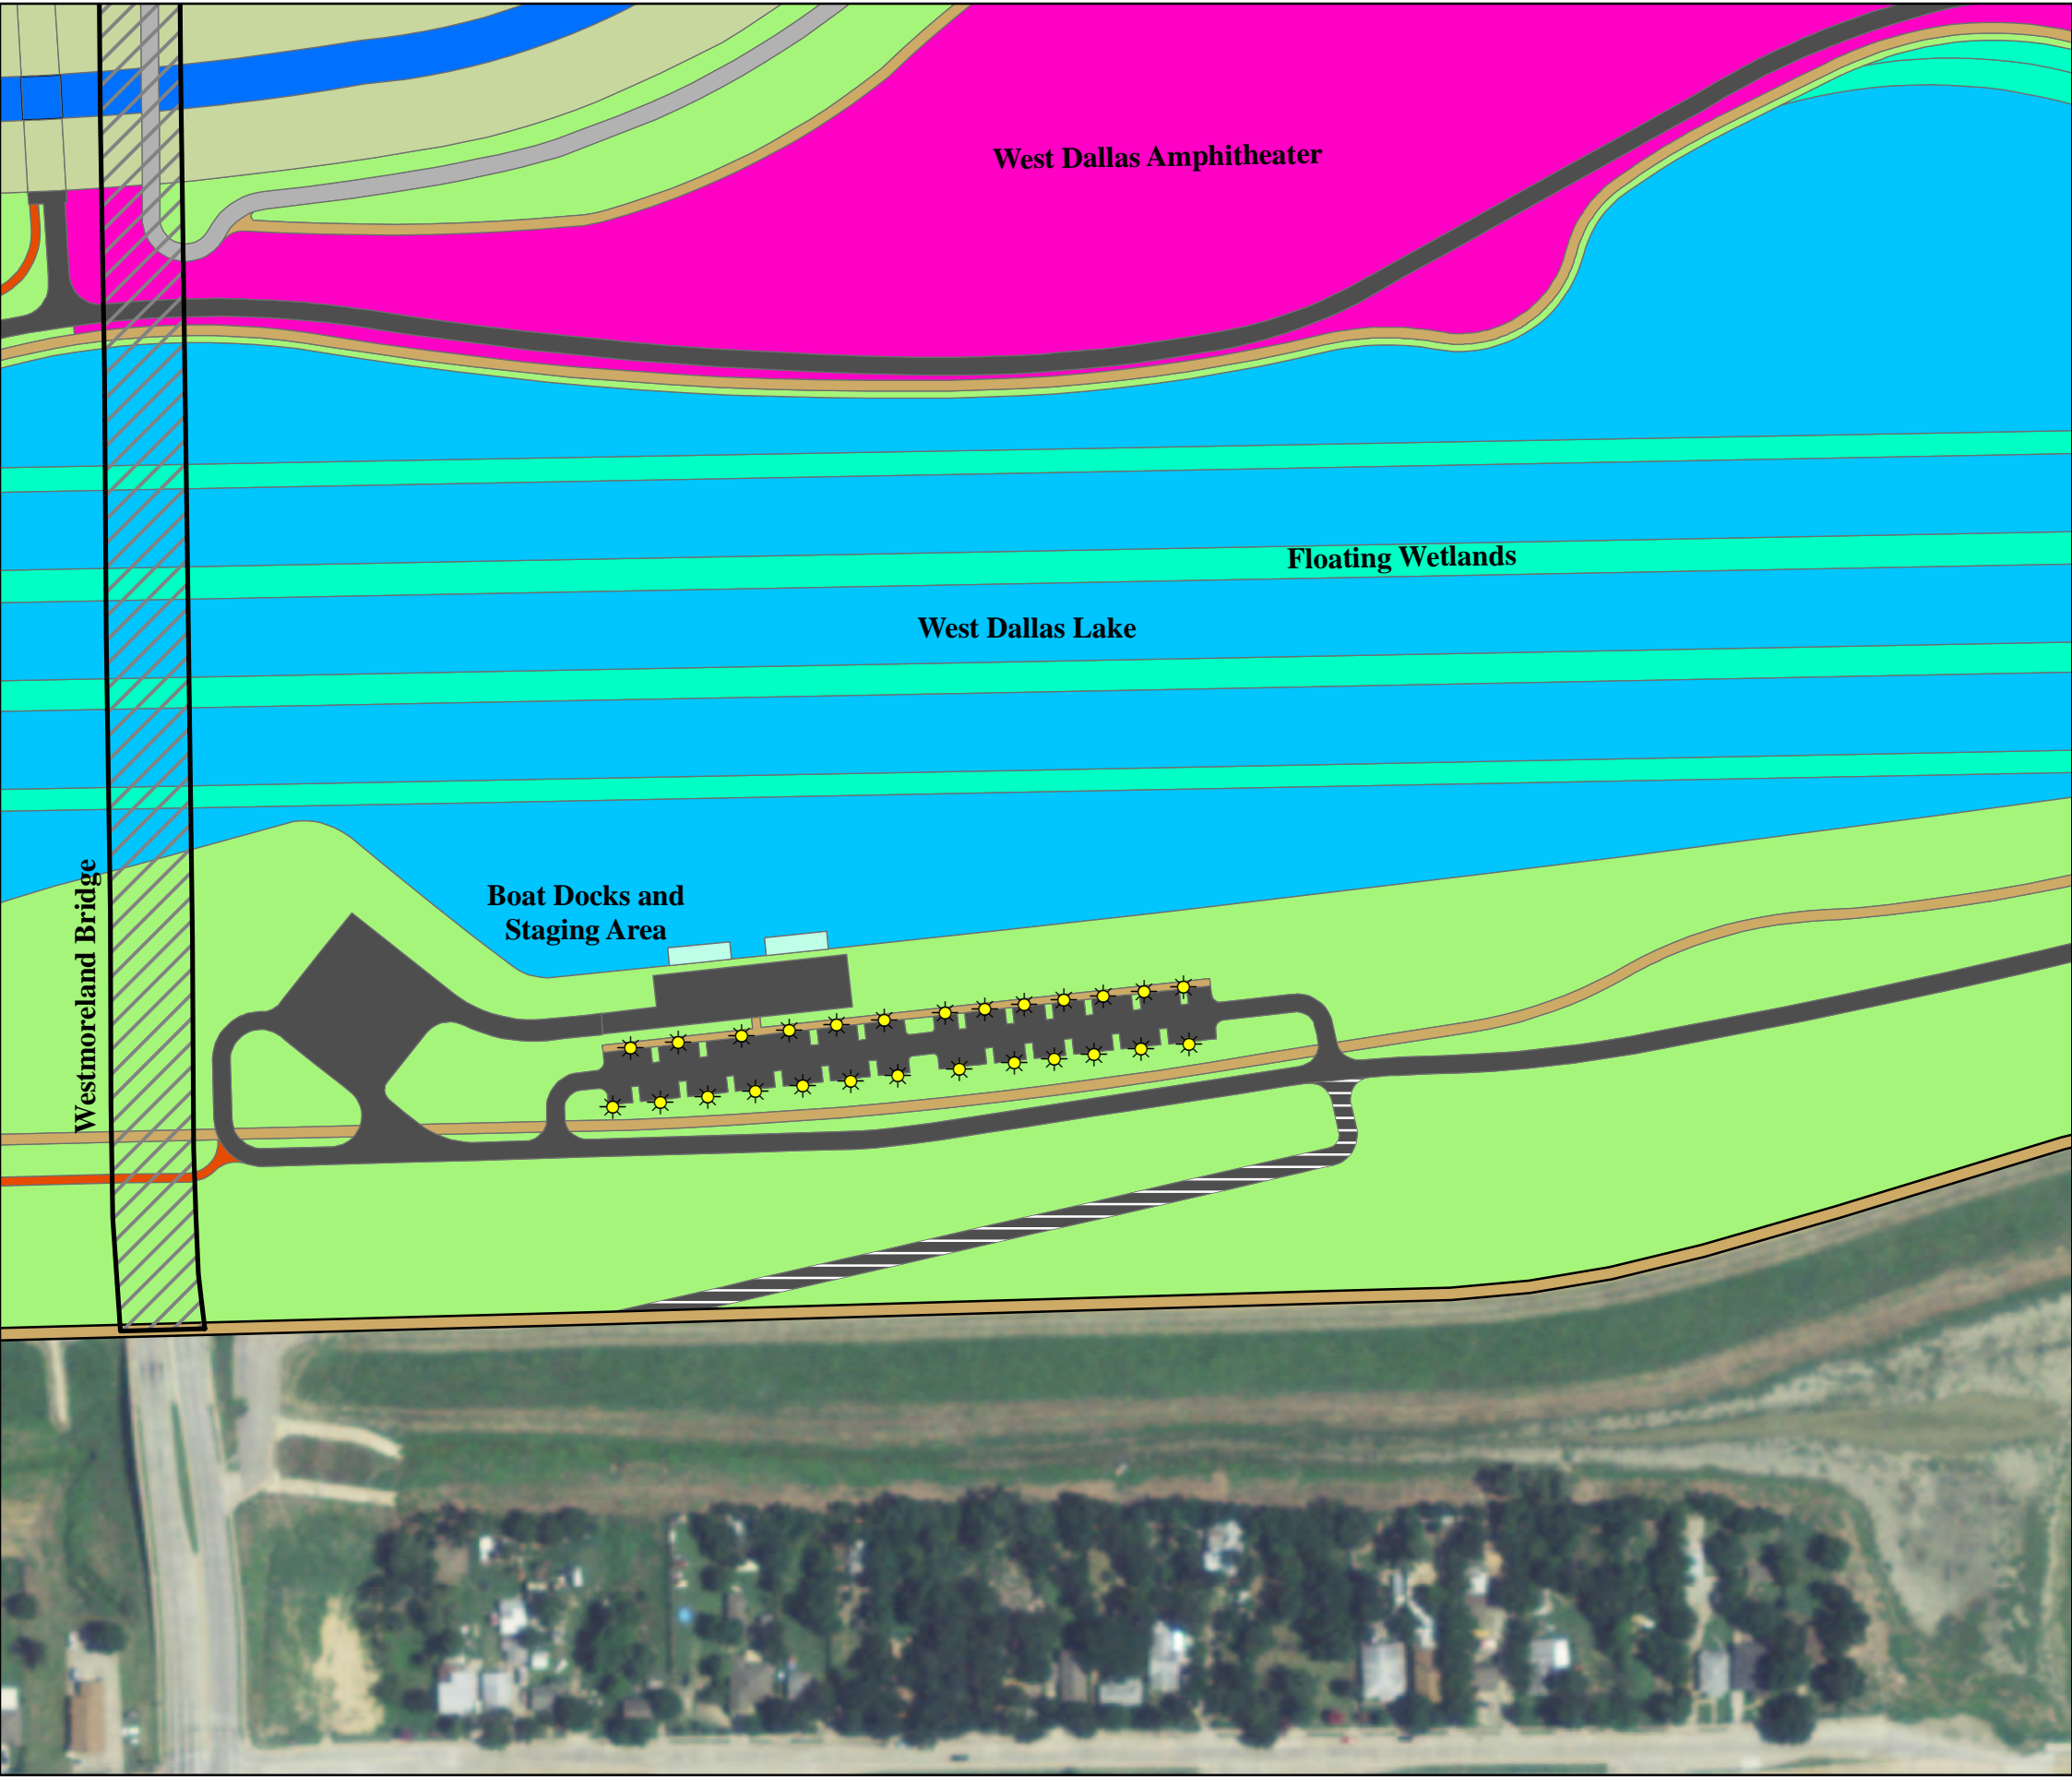 West Dallas Amphitheater
Floating Wetlands
West Dallas Lake
Boat Docks and
Staging Area
Westmoreland Bridge